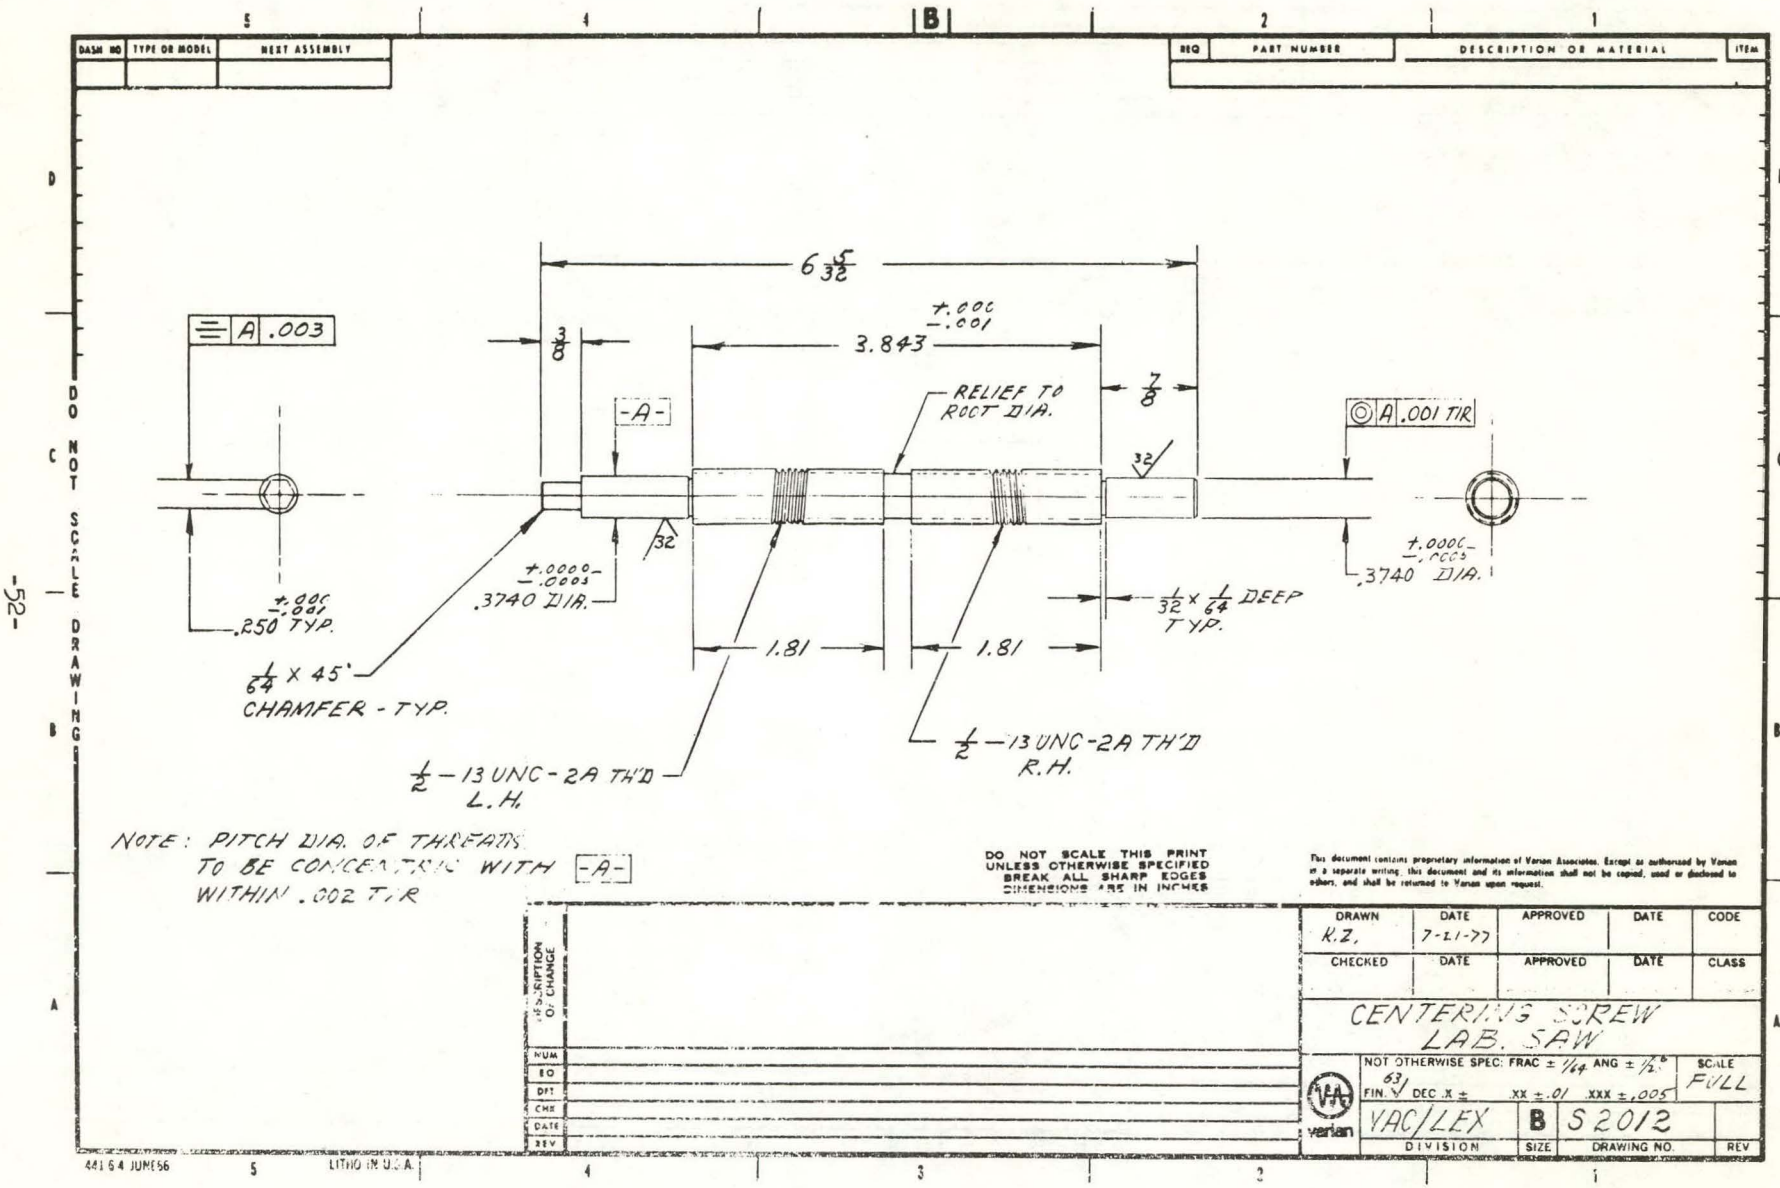 5 4 B 2 1
DASH NO TYPE OR MODEL NEXT ASSEMBLY
REQ PART NUMBER DESCRIPTION OR MATERIAL ITEM
D
C
B
A
DO NOT SCALE DRAWING
-52-
6 5/32
+.000
-.001
3.843
3/8
7/8
A .003
-A-
RELIEF TO
ROOT DIA.
A .001 TIR
32
32
+.000
-.001
.250 TYP.
+.0000
-.0005
.3740 DIA.
+.0000
-.0005
.3740 DIA.
1/32 X 1/64 DEEP
TYP.
1.81
1.81
1/64 X 45°
CHAMFER - TYP.
1/2 - 13 UNC - 2A TH'D
L.H.
1/2 - 13 UNC - 2A TH'D
R.H.
NOTE: PITCH DIA. OF THREADS
TO BE CONCENTRIC WITH -A-
WITHIN .002 TIR
DO NOT SCALE THIS PRINT
UNLESS OTHERWISE SPECIFIED
BREAK ALL SHARP EDGES
DIMENSIONS ARE IN INCHES
This document contains proprietary information of Varian Associates. Except as authorized by Varian
in a separate writing, this document and its information shall not be copied, used or disclosed to
others, and shall be returned to Varian upon request.
DESCRIPTION
OF CHANGE
NUM
EO
DFT
CHK
DATE
REV
DRAWN DATE APPROVED DATE CODE
K.Z. 7-21-77
CHECKED DATE APPROVED DATE CLASS
CENTERING SCREW
LAB. SAW
NOT OTHERWISE SPEC: FRAC ± 1/64 ANG ± 1/2° SCALE
FULL
63
FIN. √ DEC .X ± .XX ± .01 .XXX ± .005
varian
VAC/LEX B S2012
DIVISION SIZE DRAWING NO. REV
441 6 4 JUNE 66 5 LITHO IN U.S.A. 4 3 2 1